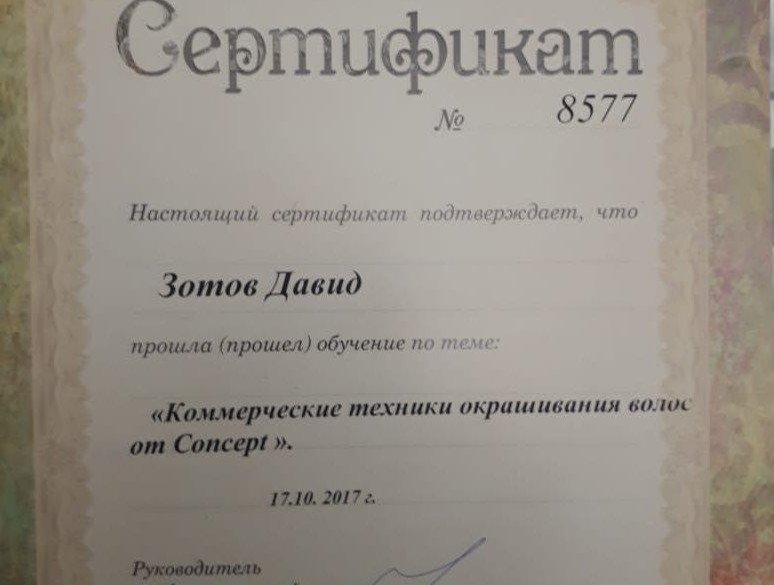 Сертификат
№ 8577
Настоящий сертификат подтверждает, что
Зотов Давид
прошла (прошел) обучение по теме:
«Коммерческие техники окрашивания волос
от Concept ».
17.10. 2017 г.
Руководитель